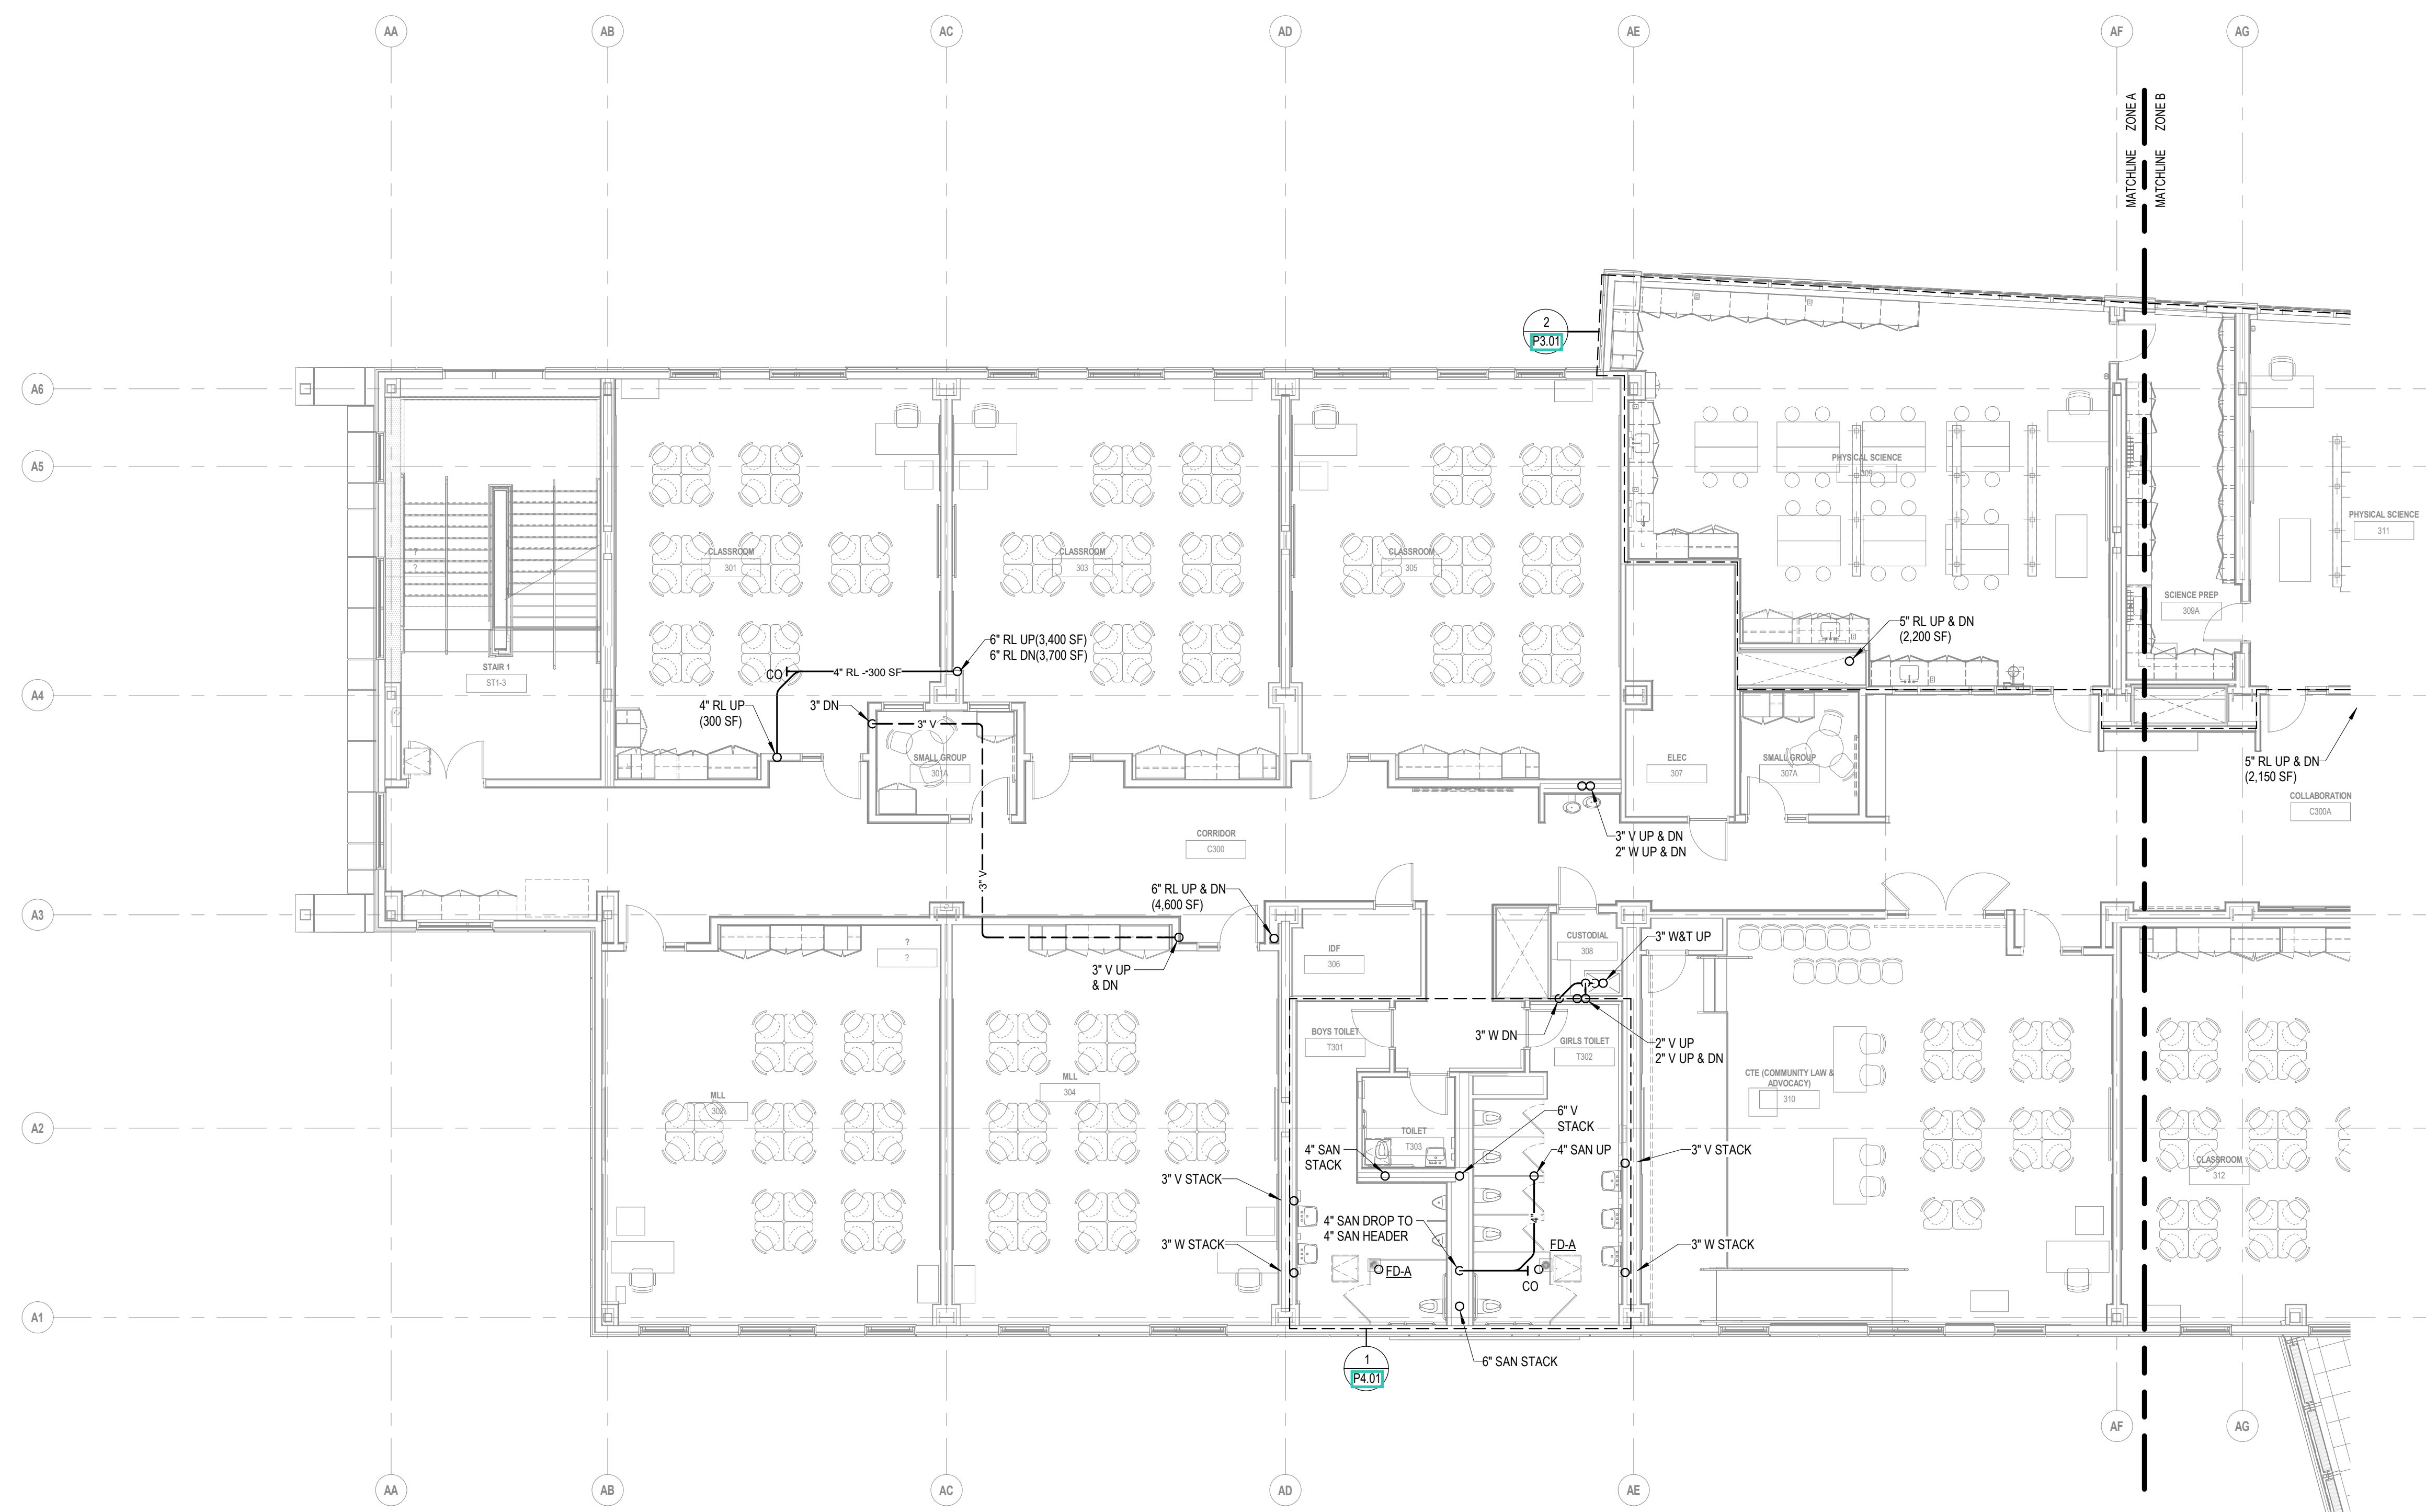 AA
AB
AC
AD
AE
AF
AG
MATCHLINE ZONE A
MATCHLINE ZONE B
2
P3.01
A6
A5
A4
A3
A2
A1
PHYSICAL SCIENCE
309
PHYSICAL SCIENCE
311
?
?
CLASSROOM
301
CLASSROOM
303
CLASSROOM
305
SCIENCE PREP
309A
STAIR 1
ST1-3
6" RL UP(3,400 SF)
6" RL DN(3,700 SF)
CO
4" RL -300 SF
5" RL UP & DN
(2,200 SF)
4" RL UP
(300 SF)
3" DN
3" V
SMALL GROUP
301A
ELEC
307
SMALL GROUP
307A
5" RL UP & DN
(2,150 SF)
COLLABORATION
C300A
3" V UP & DN
2" W UP & DN
CORRIDOR
C300
3" V
6" RL UP & DN
(4,600 SF)
?
?
3" V UP
& DN
IDF
306
CUSTODIAL
308
3" W&T UP
3" W DN
2" V UP
2" V UP & DN
BOYS TOILET
T301
GIRLS TOILET
T302
MLL
302
MLL
304
CTE (COMMUNITY LAW &
ADVOCACY)
310
6" V
STACK
TOILET
T303
4" SAN
STACK
4" SAN UP
3" V STACK
3" V STACK
CLASSROOM
312
4"
4" SAN DROP TO
4" SAN HEADER
3" W STACK
FD-A
FD-A
3" W STACK
CO
6" SAN STACK
1
P4.01
AF
AG
AA
AB
AC
AD
AE